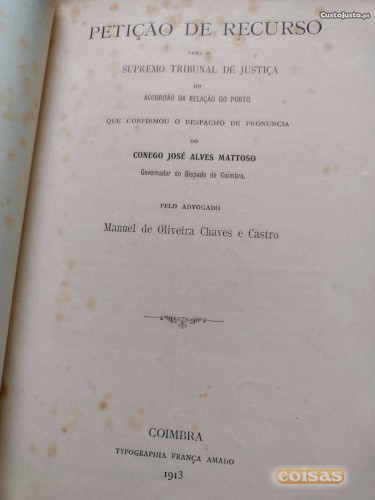 CustoJusto.pt
PETIÇÃO DE RECURSO
PARA O
SUPREMO TRIBUNAL DE JUSTIÇA
DO
ACCORDÃO DA RELAÇÃO DO PORTO
QUE CONFIRMOU O DESPACHO DE PRONUNCIA
DO
CONEGO JOSÉ ALVES MATTOSO
Governador do Bispado de Coimbra,
PELO ADVOGADO
Manuel de Oliveira Chaves e Castro
COIMBRA
TYPOGRAPHIA FRANÇA AMADO
1913
coisas